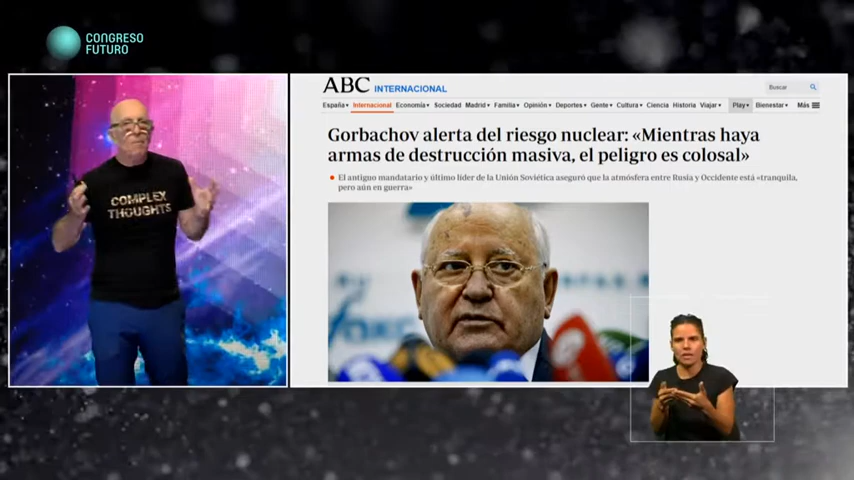 CONGRESO
FUTURO
COMPLEX
THOUGHTS
ABC INTERNACIONAL
Buscar
España Internacional Economía Sociedad Madrid Familia Opinión Deportes Gente Cultura Ciencia Historia Viajar Play Bienestar Más
Gorbachov alerta del riesgo nuclear: «Mientras haya
armas de destrucción masiva, el peligro es colosal»
El antiguo mandatario y último líder de la Unión Soviética aseguró que la atmósfera entre Rusia y Occidente está «tranquila,
pero aún en guerra»